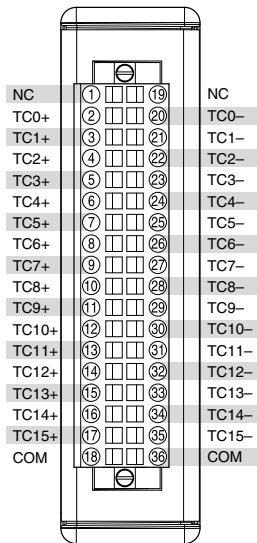 NC 1 19 NC
TC0+ 2 20 TC0–
TC1+ 3 21 TC1–
TC2+ 4 22 TC2–
TC3+ 5 23 TC3–
TC4+ 6 24 TC4–
TC5+ 7 25 TC5–
TC6+ 8 26 TC6–
TC7+ 9 27 TC7–
TC8+ 10 28 TC8–
TC9+ 11 29 TC9–
TC10+ 12 30 TC10–
TC11+ 13 31 TC11–
TC12+ 14 32 TC12–
TC13+ 15 33 TC13–
TC14+ 16 34 TC14–
TC15+ 17 35 TC15–
COM 18 36 COM